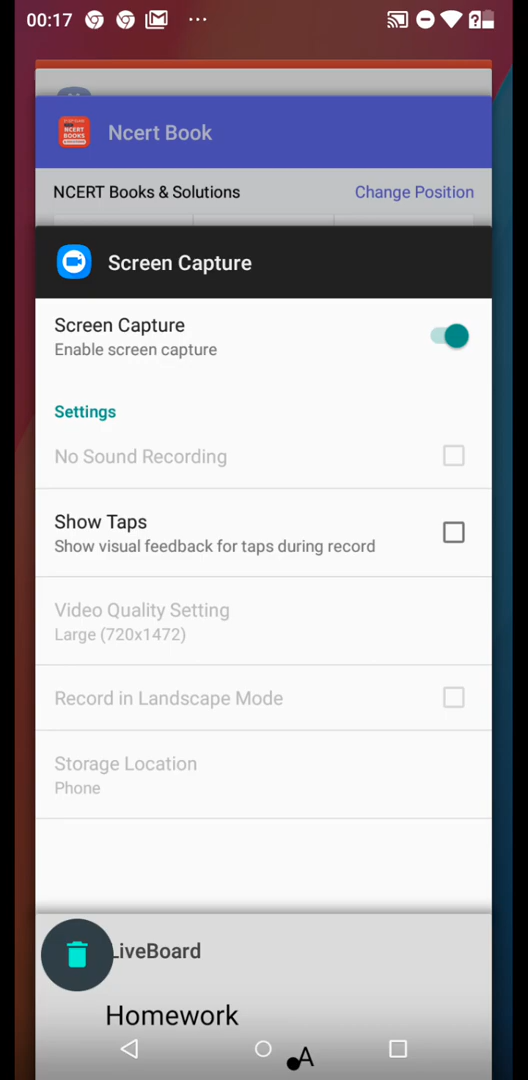 00:17
Ncert Book
NCERT
BOOKS
NCERT Books & Solutions
Change Position
Screen Capture
Screen Capture
Enable screen capture
Settings
No Sound Recording
Show Taps
Show visual feedback for taps during record
Video Quality Setting
Large (720x1472)
Record in Landscape Mode
Storage Location
Phone
LiveBoard
Homework
A